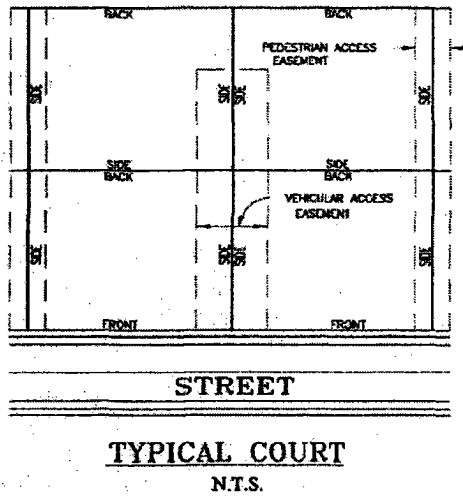 BACK
BACK
PEDESTRIAN ACCESS
EASEMENT
SIDE
SIDE
SIDE
SIDE
SIDE
BACK
SIDE
BACK
VEHICULAR ACCESS
EASEMENT
SIDE
SIDE
SIDE
SIDE
FRONT
FRONT
STREET
TYPICAL COURT
N.T.S.